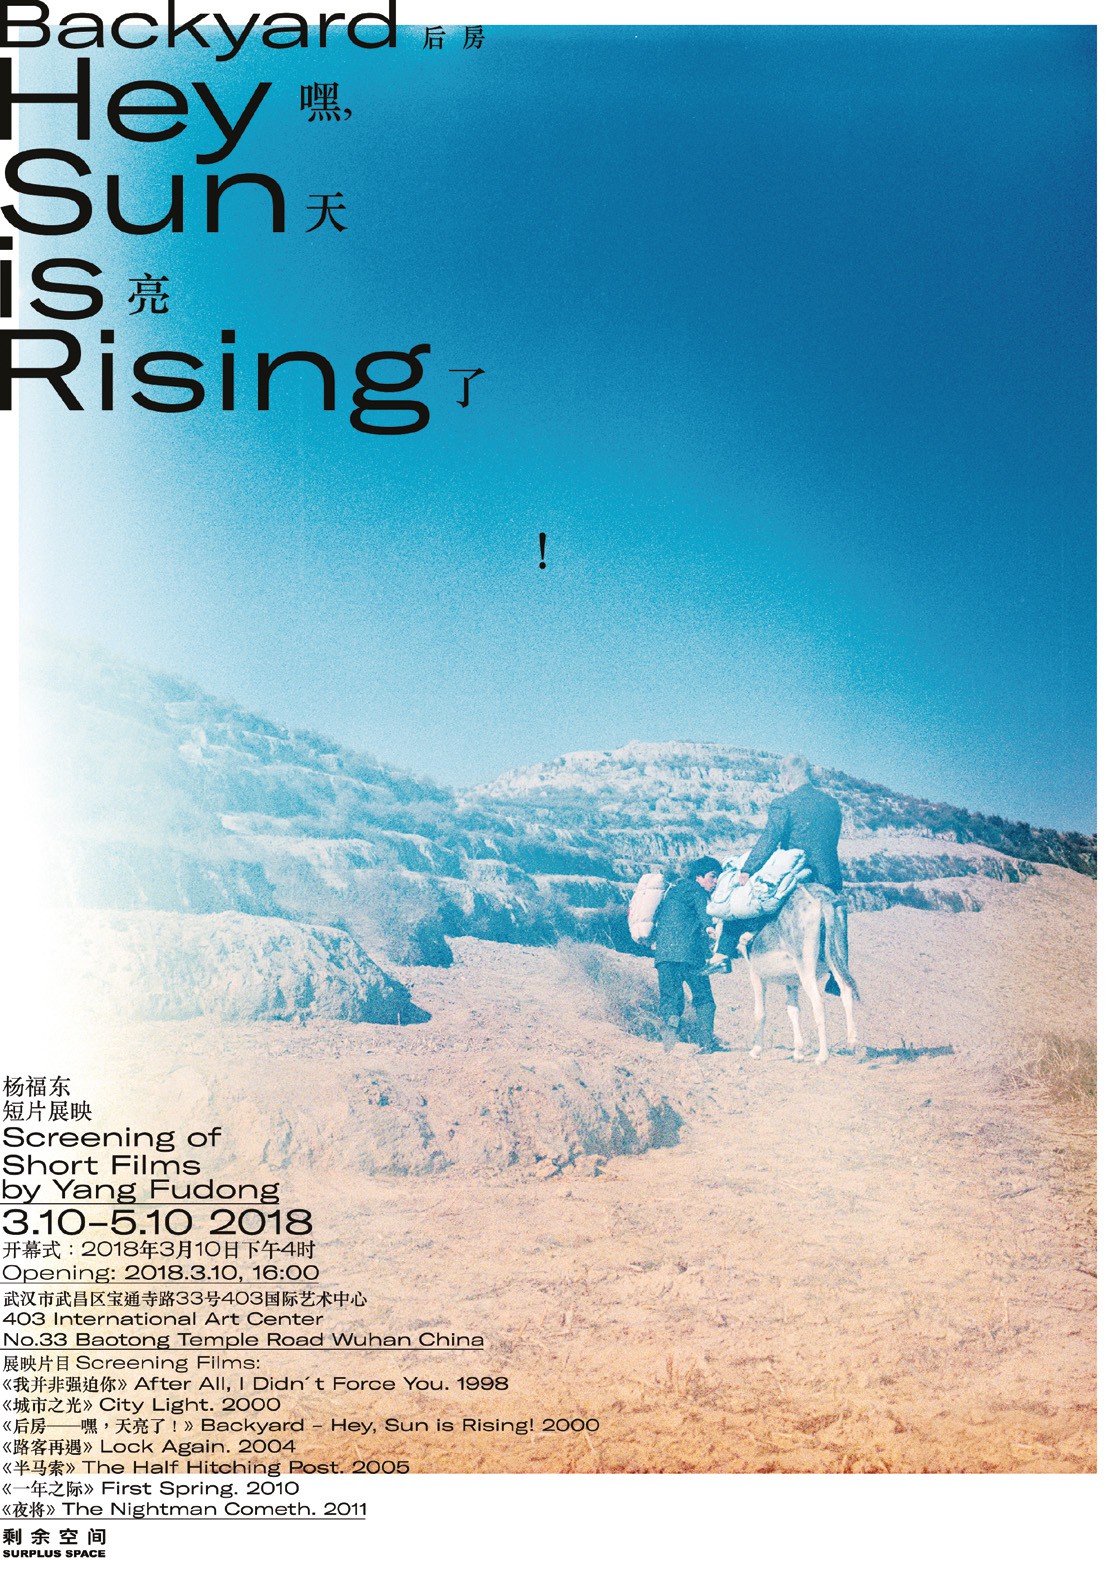 Backyard 后房
Hey 嘿,
Sun 天
is 亮
Rising 了
!
杨福东
短片展映
Screening of
Short Films
by Yang Fudong
3.10–5.10 2018
开幕式：2018年3月10日下午4时
Opening: 2018.3.10, 16:00
武汉市武昌区宝通寺路33号403国际艺术中心
403 International Art Center
No.33 Baotong Temple Road Wuhan China
展映片目 Screening Films:
《我并非强迫你》 After All, I Didn´t Force You. 1998
《城市之光》 City Light. 2000
《后房——嘿，天亮了！》 Backyard – Hey, Sun is Rising! 2000
《路客再遇》 Lock Again. 2004
《半马索》 The Half Hitching Post. 2005
《一年之际》 First Spring. 2010
《夜将》 The Nightman Cometh. 2011
剩余空间
SURPLUS SPACE